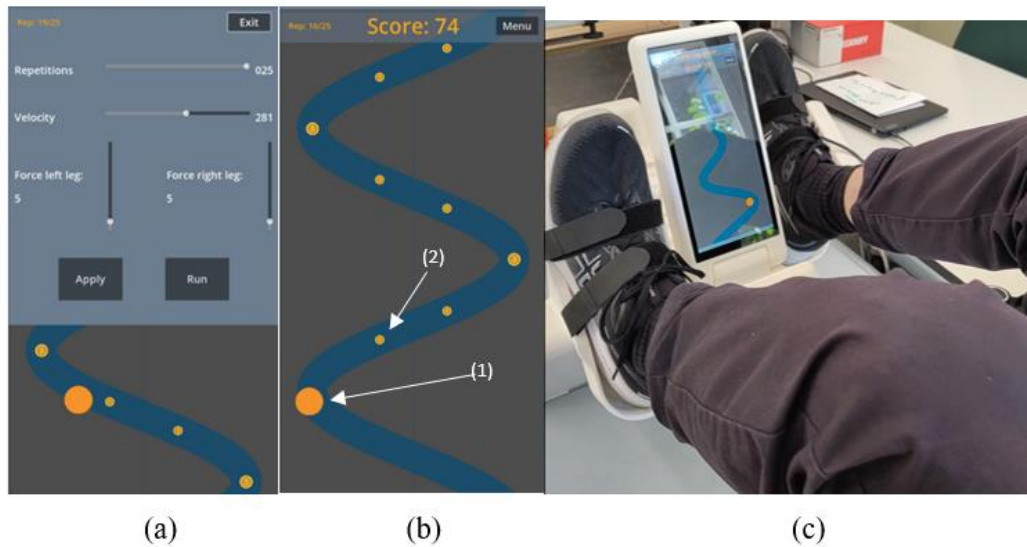 Rep: 16/25
Exit
Repetitions
025
Velocity
281
Force left leg:
5
Force right leg:
5
Apply
Run
Rep: 16/25
Score: 74
Menu
(2)
(1)
(a)
(b)
(c)